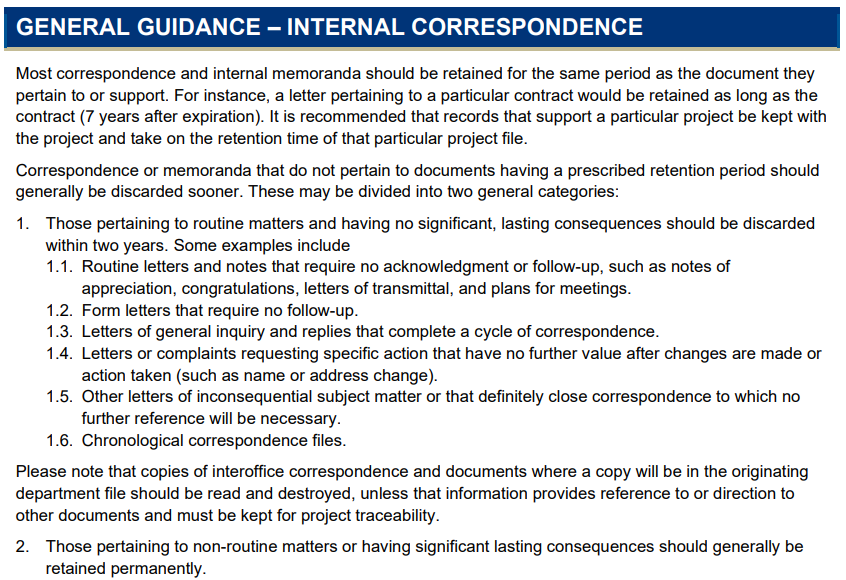 GENERAL GUIDANCE – INTERNAL CORRESPONDENCE
Most correspondence and internal memoranda should be retained for the same period as the document they
pertain to or support. For instance, a letter pertaining to a particular contract would be retained as long as the
contract (7 years after expiration). It is recommended that records that support a particular project be kept with
the project and take on the retention time of that particular project file.
Correspondence or memoranda that do not pertain to documents having a prescribed retention period should
generally be discarded sooner. These may be divided into two general categories:
1. Those pertaining to routine matters and having no significant, lasting consequences should be discarded
within two years. Some examples include
1.1. Routine letters and notes that require no acknowledgment or follow-up, such as notes of
appreciation, congratulations, letters of transmittal, and plans for meetings.
1.2. Form letters that require no follow-up.
1.3. Letters of general inquiry and replies that complete a cycle of correspondence.
1.4. Letters or complaints requesting specific action that have no further value after changes are made or
action taken (such as name or address change).
1.5. Other letters of inconsequential subject matter or that definitely close correspondence to which no
further reference will be necessary.
1.6. Chronological correspondence files.
Please note that copies of interoffice correspondence and documents where a copy will be in the originating
department file should be read and destroyed, unless that information provides reference to or direction to
other documents and must be kept for project traceability.
2. Those pertaining to non-routine matters or having significant lasting consequences should generally be
retained permanently.